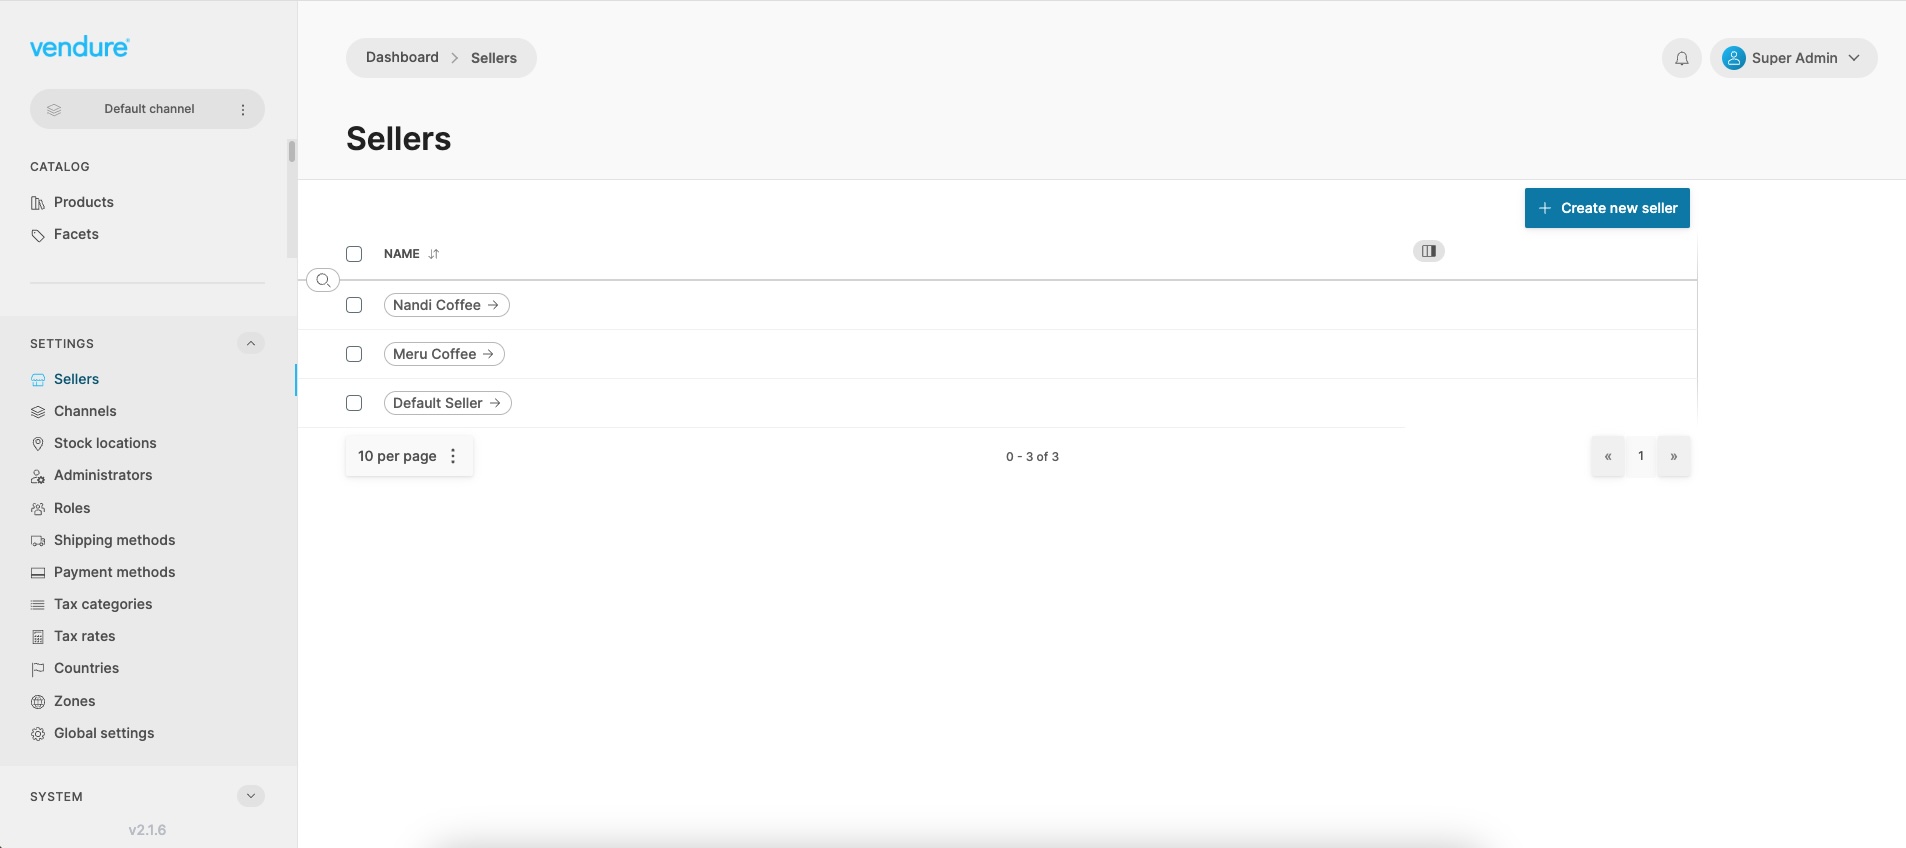 vendure
Default channel
CATALOG
Products
Facets
SETTINGS
Sellers
Channels
Stock locations
Administrators
Roles
Shipping methods
Payment methods
Tax categories
Tax rates
Countries
Zones
Global settings
SYSTEM
v2.1.6
Dashboard > Sellers
Super Admin
Sellers
+ Create new seller
NAME
Nandi Coffee →
Meru Coffee →
Default Seller →
10 per page
0 - 3 of 3
« 1 »